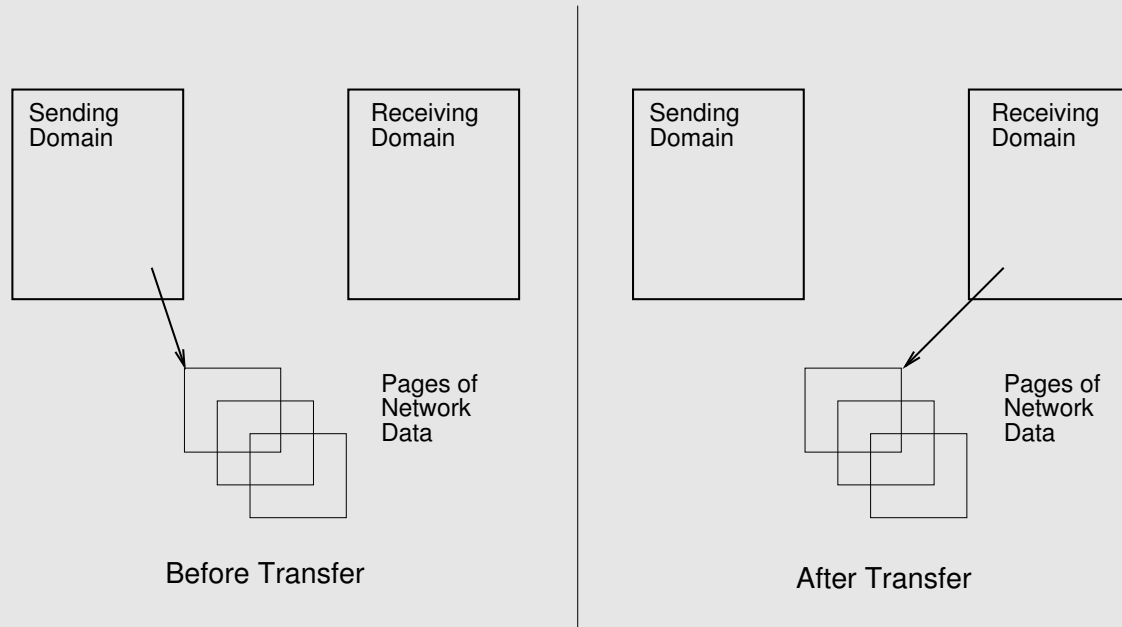 Sending
Domain
Receiving
Domain
Pages of
Network
Data
Before Transfer
Sending
Domain
Receiving
Domain
Pages of
Network
Data
After Transfer